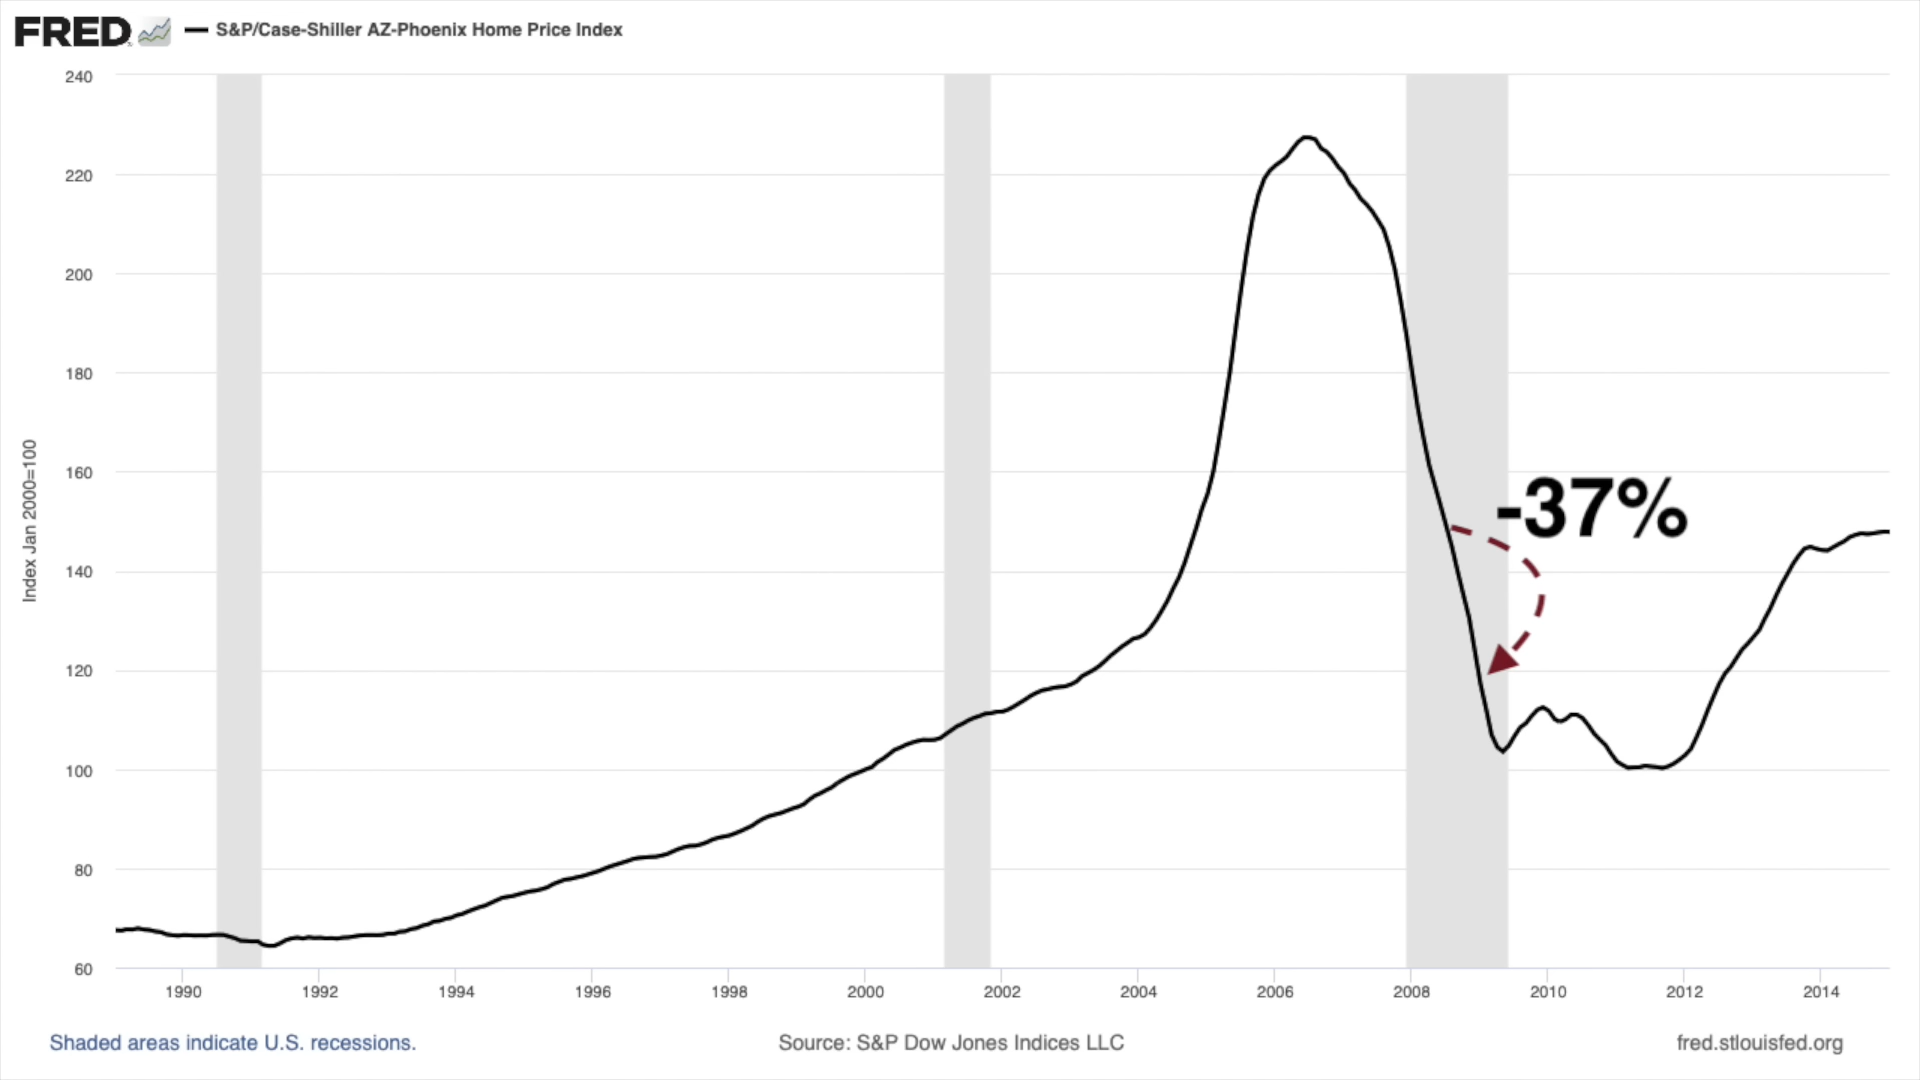 FRED
S&P/Case-Shiller AZ-Phoenix Home Price Index
240
220
200
180
160
140
120
100
80
60
Index Jan 2000=100
-37%
1990 1992 1994 1996 1998 2000 2002 2004 2006 2008 2010 2012 2014
Shaded areas indicate U.S. recessions. Source: S&P Dow Jones Indices LLC fred.stlouisfed.org